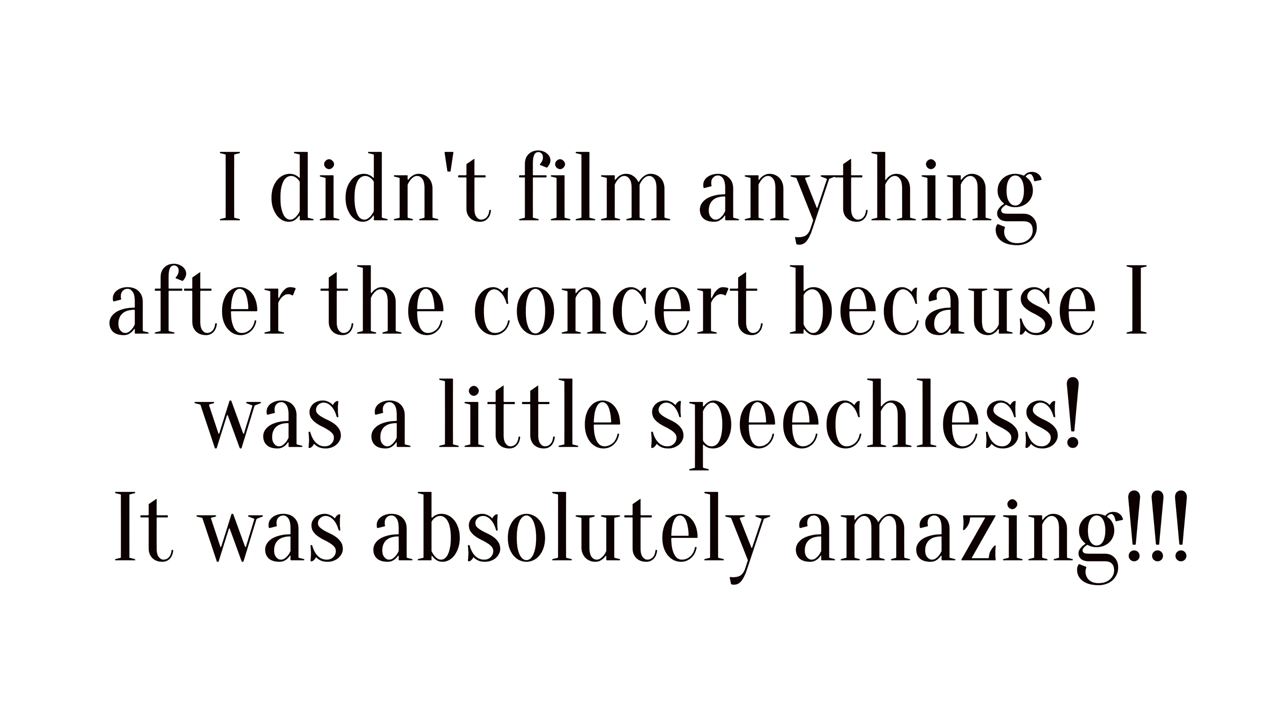 I didn't film anything
after the concert because I
was a little speechless!
It was absolutely amazing!!!